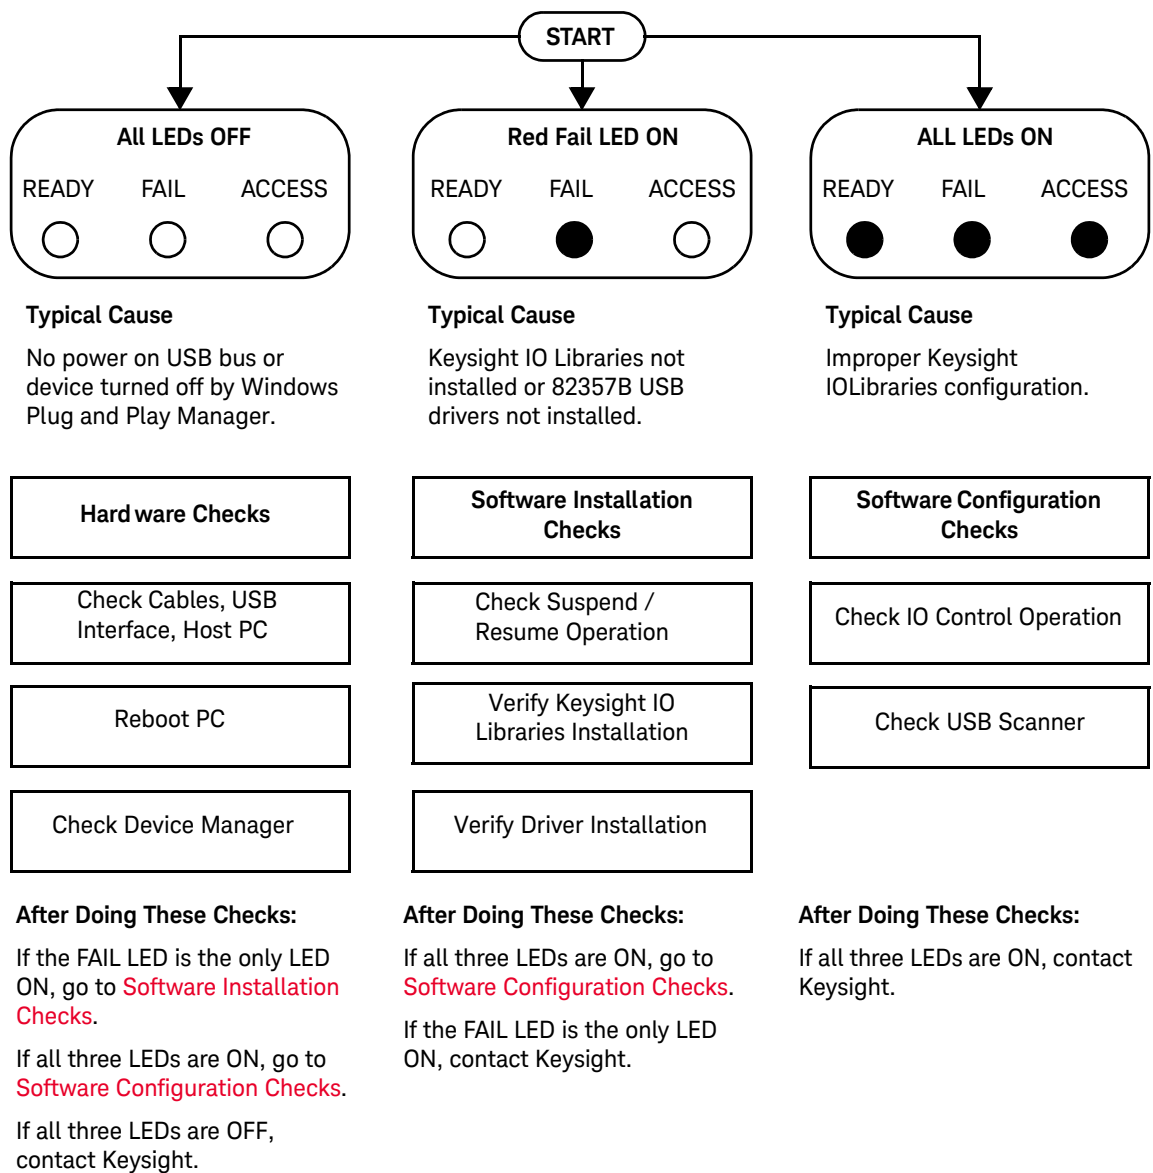 START
All LEDs OFF
READY FAIL ACCESS
Typical Cause
No power on USB bus or
device turned off by Windows
Plug and Play Manager.
Hardware Checks
Check Cables, USB
Interface, Host PC
Reboot PC
Check Device Manager
After Doing These Checks:
If the FAIL LED is the only LED
ON, go to Software Installation
Checks.
If all three LEDs are ON, go to
Software Configuration Checks.
If all three LEDs are OFF,
contact Keysight.
Red Fail LED ON
READY FAIL ACCESS
Typical Cause
Keysight IO Libraries not
installed or 82357B USB
drivers not installed.
Software Installation
Checks
Check Suspend /
Resume Operation
Verify Keysight IO
Libraries Installation
Verify Driver Installation
After Doing These Checks:
If all three LEDs are ON, go to
Software Configuration Checks.
If the FAIL LED is the only LED
ON, contact Keysight.
ALL LEDs ON
READY FAIL ACCESS
Typical Cause
Improper Keysight
IOLibraries configuration.
Software Configuration
Checks
Check IO Control Operation
Check USB Scanner
After Doing These Checks:
If all three LEDs are ON, contact
Keysight.